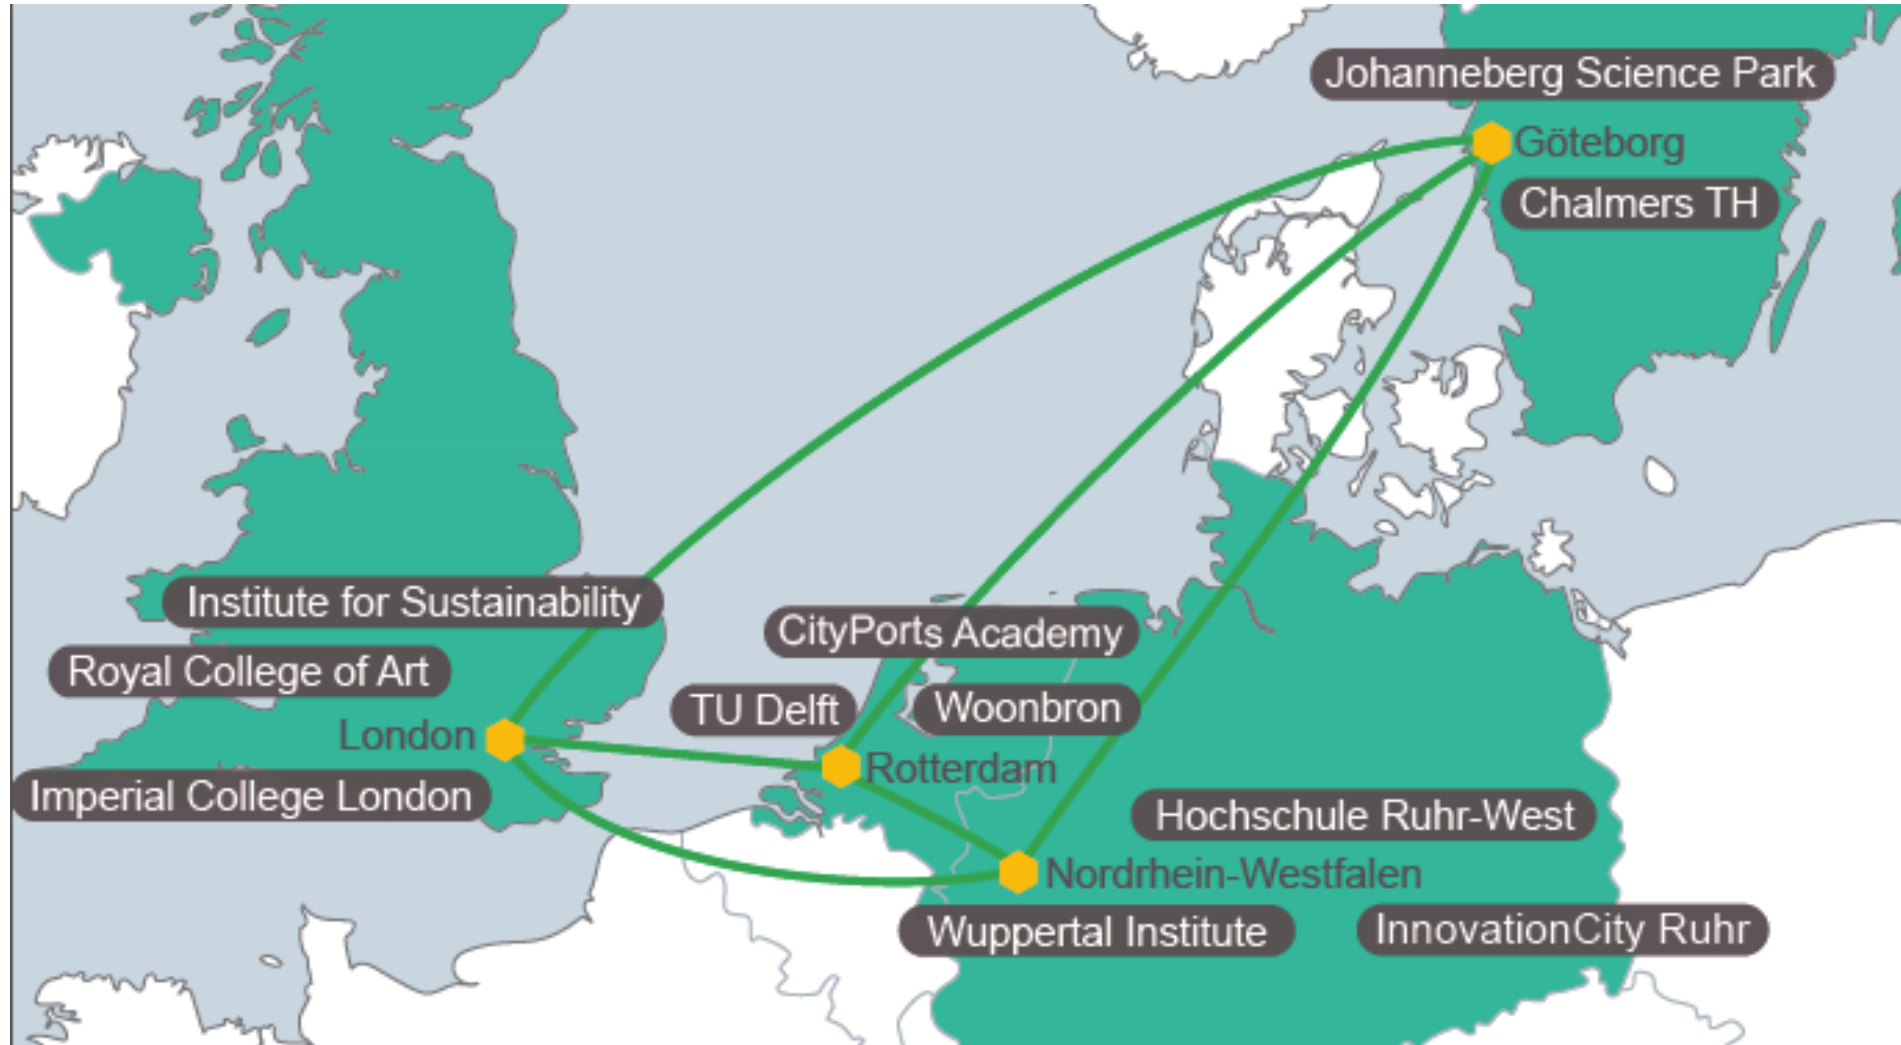 Johanneberg Science Park
Göteborg
Chalmers TH
Institute for Sustainability
Royal College of Art
London
Imperial College London
CityPorts Academy
TU Delft
Woonbron
Rotterdam
Hochschule Ruhr-West
Nordrhein-Westfalen
Wuppertal Institute
InnovationCity Ruhr